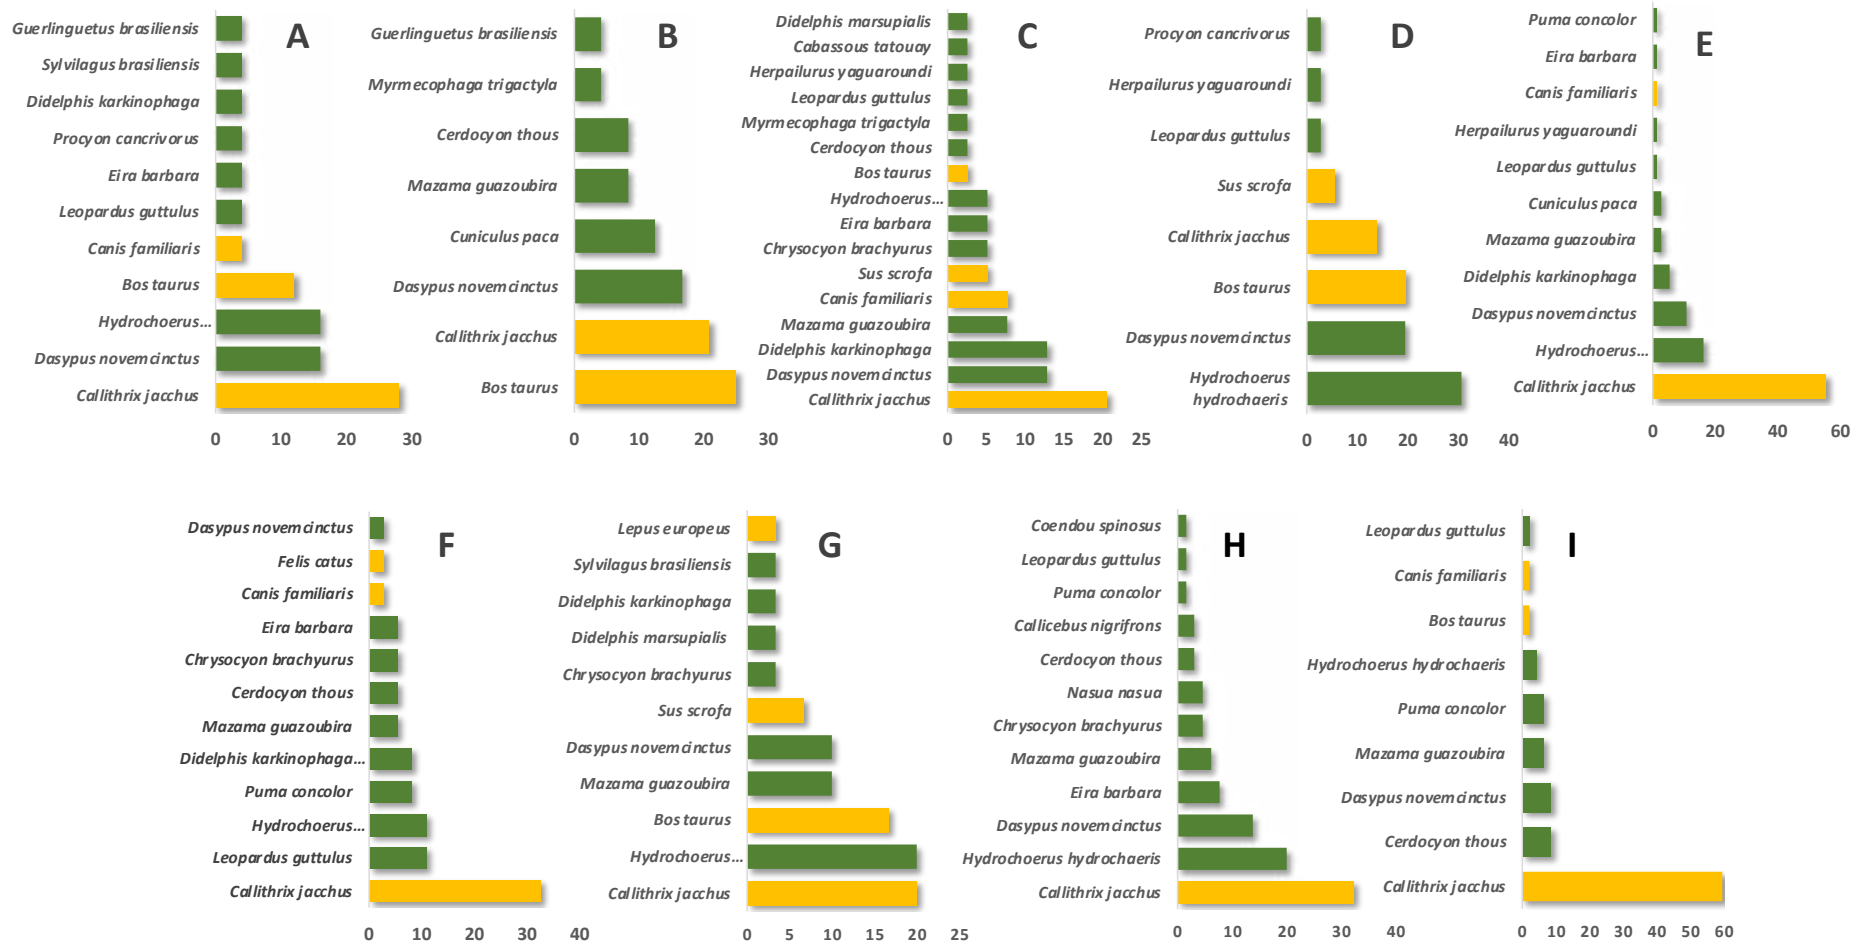 A
Guerlinguetus brasiliensis
Sylvilagus brasiliensis
Didelphis karkinophaga
Procyon cancrivorus
Eira barbara
Leopardus guttulus
Canis familiaris
Bos taurus
Hydrochoerus...
Dasypus novemcinctus
Callithrix jacchus
0 10 20 30
B
Guerlinguetus brasiliensis
Myrmecophaga trigactyla
Cerdocyon thous
Mazama guazoubira
Cuniculus paca
Dasypus novemcinctus
Callithrix jacchus
Bos taurus
0 10 20 30
C
Didelphis marsupialis
Cabassous tatouay
Herpailurus yaguaroundi
Leopardus guttulus
Myrmecophaga trigactyla
Cerdocyon thous
Bos taurus
Hydrochoerus...
Eira barbara
Chrysocyon brachyurus
Sus scrofa
Canis familiaris
Mazama guazoubira
Didelphis karkinophaga
Dasypus novemcinctus
Callithrix jacchus
0 5 10 15 20 25
D
Procyon cancrivorus
Herpailurus yaguaroundi
Leopardus guttulus
Sus scrofa
Callithrix jacchus
Bos taurus
Dasypus novemcinctus
Hydrochoerus
hydrochaeris
0 10 20 30 40
E
Puma concolor
Eira barbara
Canis familiaris
Herpailurus yaguaroundi
Leopardus guttulus
Cuniculus paca
Mazama guazoubira
Didelphis karkinophaga
Dasypus novemcinctus
Hydrochoerus...
Callithrix jacchus
0 20 40 60
F
Dasypus novemcinctus
Felis catus
Canis familiaris
Eira barbara
Chrysocyon brachyurus
Cerdocyon thous
Mazama guazoubira
Didelphis karkinophaga...
Puma concolor
Hydrochoerus...
Leopardus guttulus
Callithrix jacchus
0 10 20 30 40
G
Lepus europeus
Sylvilagus brasiliensis
Didelphis karkinophaga
Didelphis marsupialis
Chrysocyon brachyurus
Sus scrofa
Dasypus novemcinctus
Mazama guazoubira
Bos taurus
Hydrochoerus...
Callithrix jacchus
0 5 10 15 20 25
H
Coendou spinosus
Leopardus guttulus
Puma concolor
Callicebus nigrifrons
Cerdocyon thous
Nasua nasua
Chrysocyon brachyurus
Mazama guazoubira
Eira barbara
Dasypus novemcinctus
Hydrochoerus hydrochaeris
Callithrix jacchus
0 10 20 30 40
I
Leopardus guttulus
Canis familiaris
Bos taurus
Hydrochoerus hydrochaeris
Puma concolor
Mazama guazoubira
Dasypus novemcinctus
Cerdocyon thous
Callithrix jacchus
0 10 20 30 40 50 60